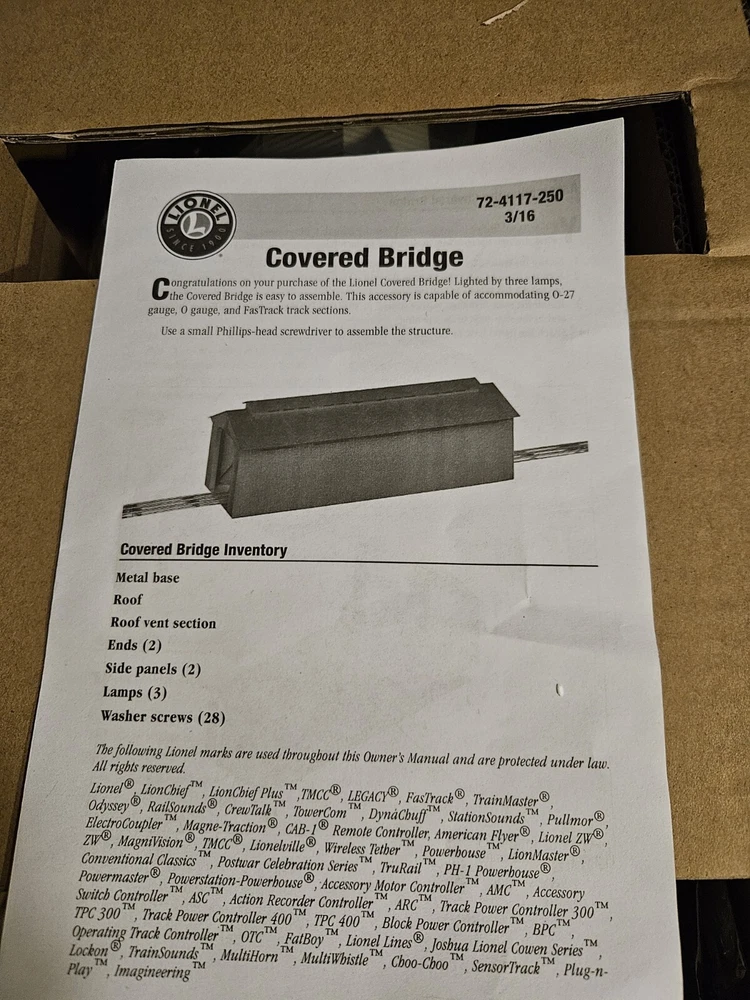 LIONEL
SINCE 1900
72-4117-250
3/16
Covered Bridge
Congratulations on your purchase of the Lionel Covered Bridge! Lighted by three lamps,
the Covered Bridge is easy to assemble. This accessory is capable of accommodating O-27
gauge, O gauge, and FasTrack track sections.
Use a small Phillips-head screwdriver to assemble the structure.
Covered Bridge Inventory
Metal base
Roof
Roof vent section
Ends (2)
Side panels (2)
Lamps (3)
Washer screws (28)
The following Lionel marks are used throughout this Owner's Manual and are protected under law.
All rights reserved.
Lionel®, LionChief™, LionChief Plus™,TMCC®, LEGACY®, FasTrack®, TrainMaster®,
Odyssey®, RailSounds®, CrewTalk™, TowerCom™, DynaChuff™, StationSounds™, Pullmor®,
ElectroCoupler™, Magne-Traction®, CAB-1® Remote Controller, American Flyer®, Lionel ZW®,
ZW®, MagniVision®, TMCC®, Lionelville®, Wireless Tether™, Powerhouse™, LionMaster®,
Conventional Classics™, Postwar Celebration Series™, TruRail™, PH-1 Powerhouse®,
Powermaster®, Powerstation-Powerhouse®, Accessory Motor Controller™, AMC™, Accessory
Switch Controller™, ASC™, Action Recorder Controller™, ARC™, Track Power Controller 300™,
TPC 300™, Track Power Controller 400™, TPC 400™, Block Power Controller™, BPC™,
Operating Track Controller™, OTC™, FatBoy™, Lionel Lines®, Joshua Lionel Cowen Series™,
Lockon®, TrainSounds™, MultiHorn™, MultiWhistle™, Choo-Choo™, SensorTrack™, Plug-n-
Play™, Imagineering™